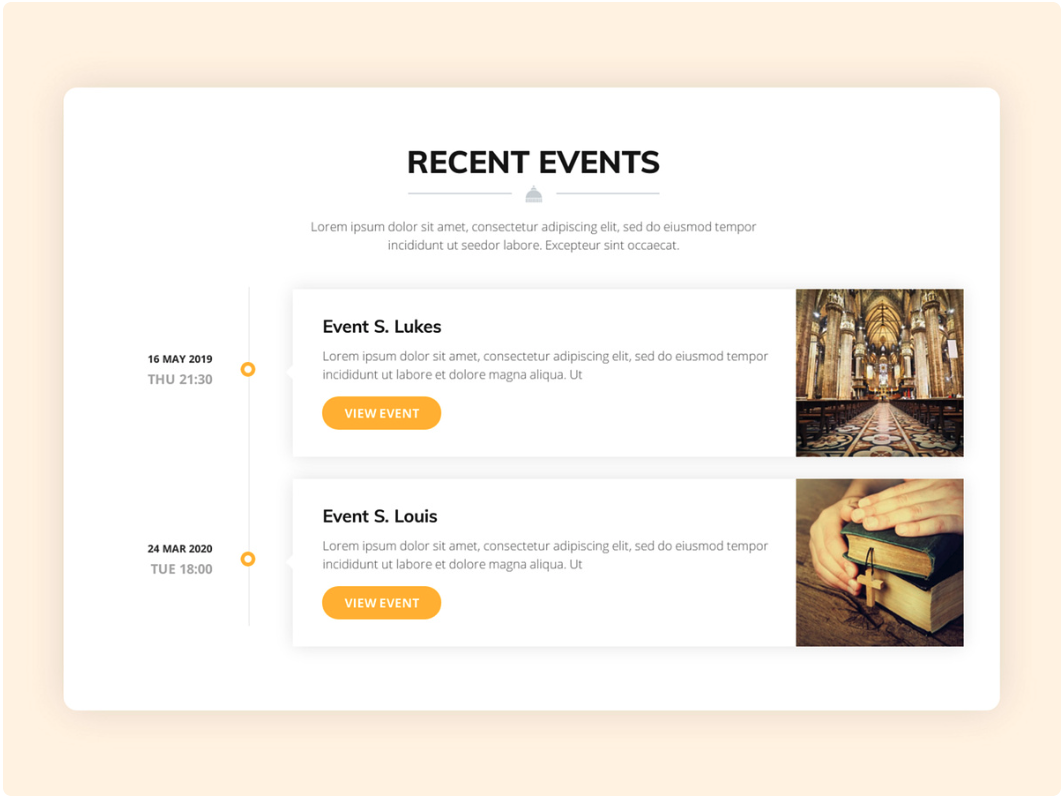 RECENT EVENTS
Lorem ipsum dolor sit amet, consectetur adipiscing elit, sed do eiusmod tempor
incididunt ut seedor labore. Excepteur sint occaecat.
16 MAY 2019
THU 21:30
Event S. Lukes
Lorem ipsum dolor sit amet, consectetur adipiscing elit, sed do eiusmod tempor
incididunt ut labore et dolore magna aliqua. Ut
VIEW EVENT
24 MAR 2020
TUE 18:00
Event S. Louis
Lorem ipsum dolor sit amet, consectetur adipiscing elit, sed do eiusmod tempor
incididunt ut labore et dolore magna aliqua. Ut
VIEW EVENT